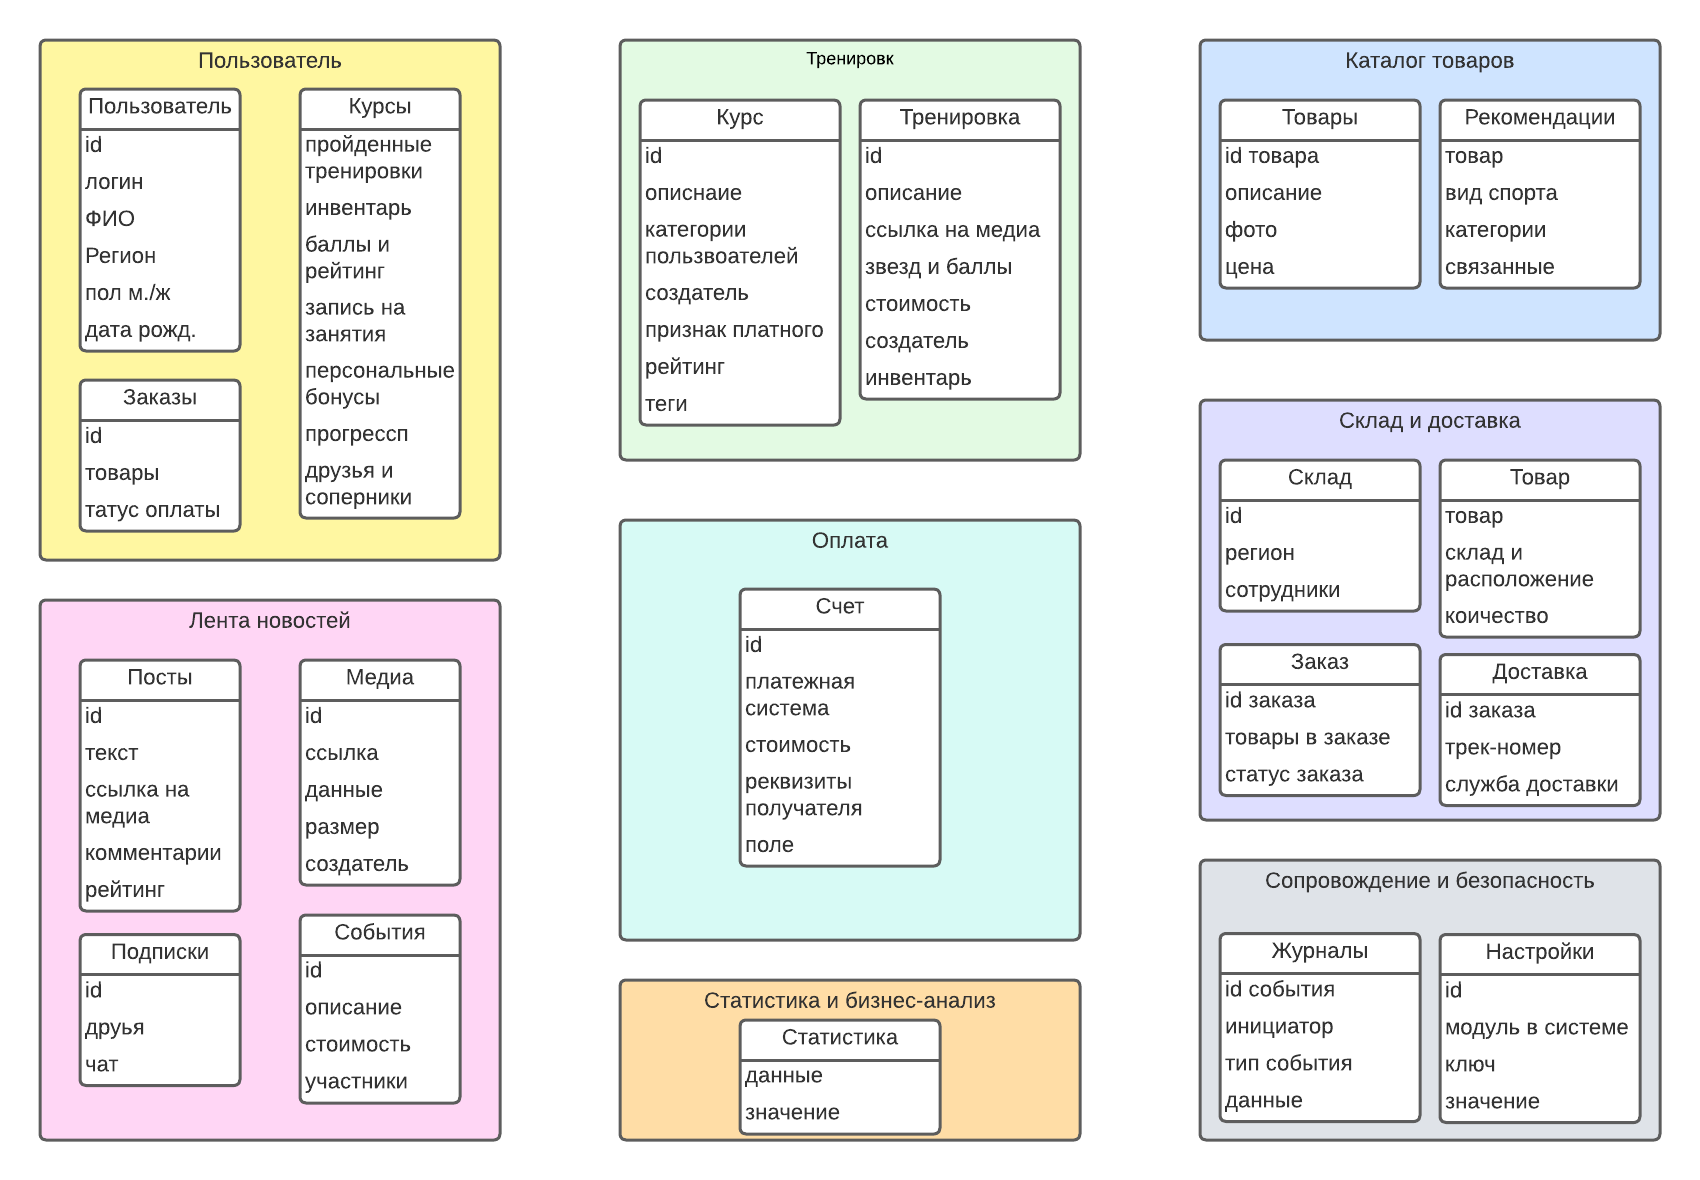 Пользователь
Пользователь
id
логин
ФИО
Регион
пол м./ж
дата рожд.
Курсы
пройденные
тренировки
инвентарь
баллы и
рейтинг
запись на
занятия
персональные
бонусы
прогрессп
друзья и
соперники
Заказы
id
товары
татус оплаты
Лента новостей
Посты
id
текст
ссылка на
медиа
комментарии
рейтинг
Медиа
id
ссылка
данные
размер
создатель
Подписки
id
друья
чат
События
id
описание
стоимость
участники
Тренировк
Курс
id
описнаие
категории
пользвоателей
создатель
признак платного
рейтинг
теги
Тренировка
id
описание
ссылка на медиа
звезд и баллы
стоимость
создатель
инвентарь
Оплата
Счет
id
платежная
система
стоимость
реквизиты
получателя
поле
Статистика и бизнес-анализ
Статистика
данные
значение
Каталог товаров
Товары
id товара
описание
фото
цена
Рекомендации
товар
вид спорта
категории
связанные
Склад и доставка
Склад
id
регион
сотрудники
Товар
товар
склад и
расположение
коичество
Заказ
id заказа
товары в заказе
статус заказа
Доставка
id заказа
трек-номер
служба доставки
Сопровождение и безопасность
Журналы
id события
инициатор
тип события
данные
Настройки
id
модуль в системе
ключ
значение